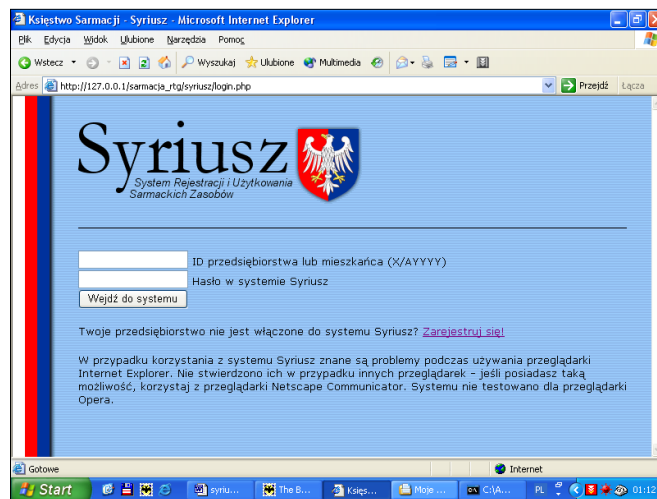 Księstwo Sarmacji - Syriusz - Microsoft Internet Explorer
Plik Edycja Widok Ulubione Narzędzia Pomoc
Wstecz Wyszukaj Ulubione Multimedia
Adres http://127.0.0.1/sarmacja_rtg/syriusz/login.php Przejdź Łącza
Syriusz
System Rejestracji i Użytkowania
Sarmackich Zasobów
ID przedsiębiorstwa lub mieszkańca (X/AYYYY)
Hasło w systemie Syriusz
Wejdź do systemu
Twoje przedsiębiorstwo nie jest włączone do systemu Syriusz? Zarejestruj się!
W przypadku korzystania z systemu Syriusz znane są problemy podczas używania przeglądarki
Internet Explorer. Nie stwierdzono ich w przypadku innych przeglądarek – jeśli posiadasz taką
możliwość, korzystaj z przeglądarki Netscape Communicator. Systemu nie testowano dla przeglądarki
Opera.
Gotowe Internet
Start syriu... The B... Księs... Moje ... C:\A... PL 01:12